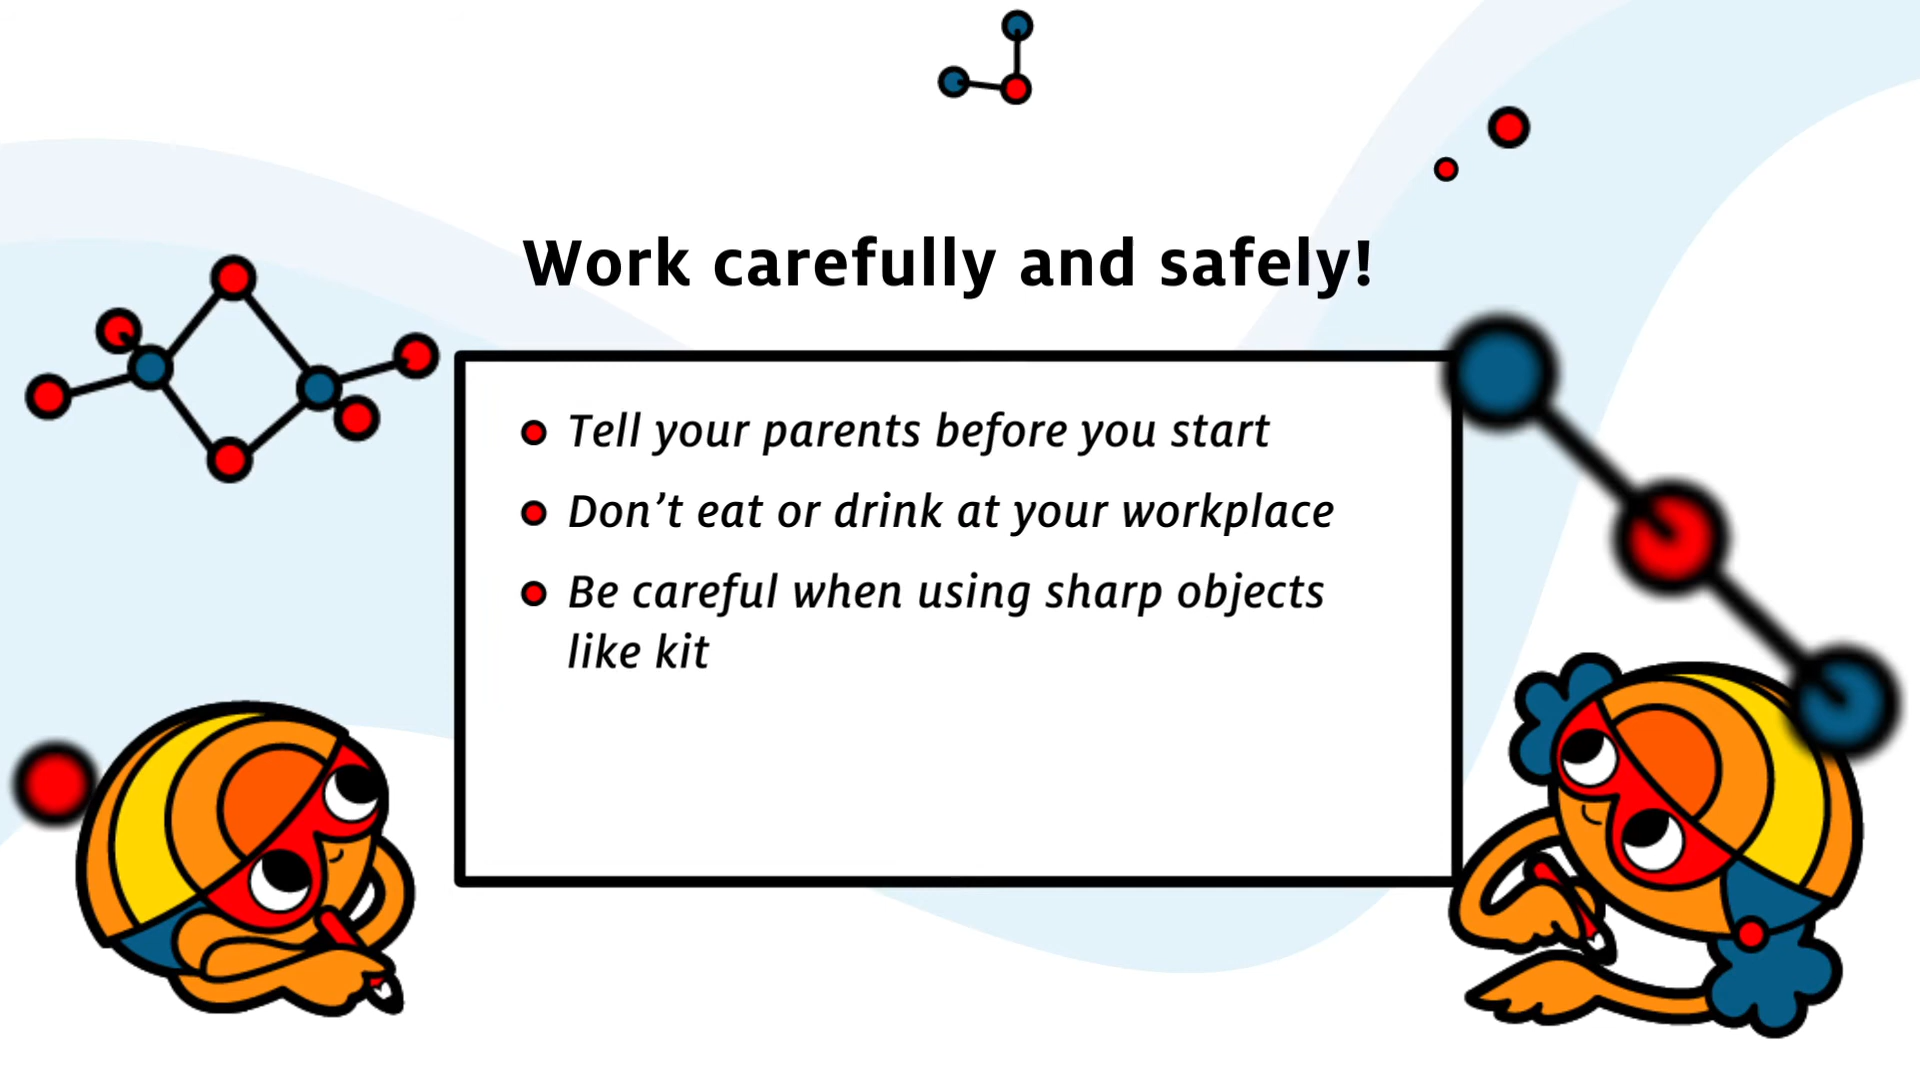 Work carefully and safely!
Tell your parents before you start
Don’t eat or drink at your workplace
Be careful when using sharp objects
like kit